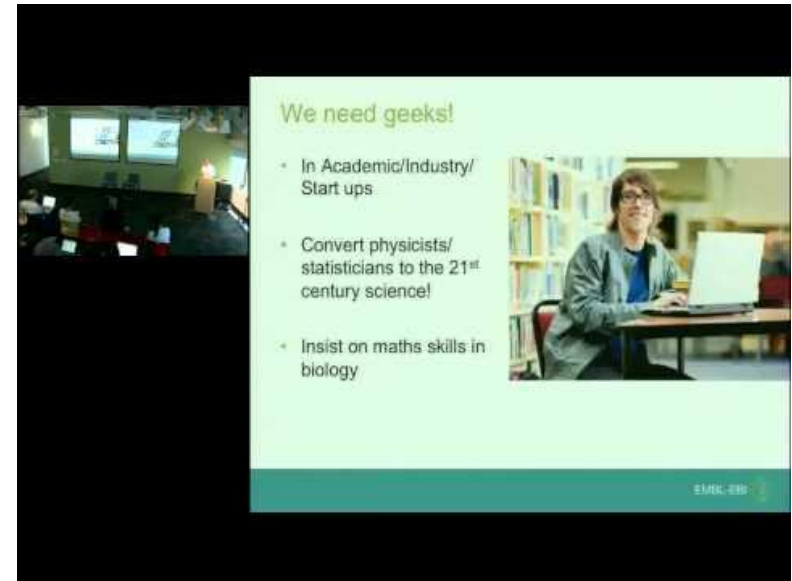 We need geeks!
• In Academic/Industry/
Start ups
• Convert physicists/
statisticians to the 21st
century science!
• Insist on maths skills in
biology
EMBL-EBI